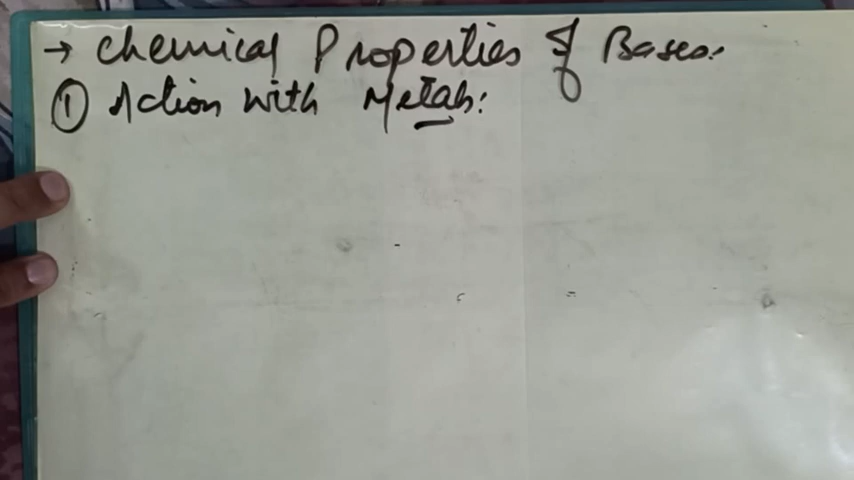 → Chemical Properties of Bases:
① Action with Metals: